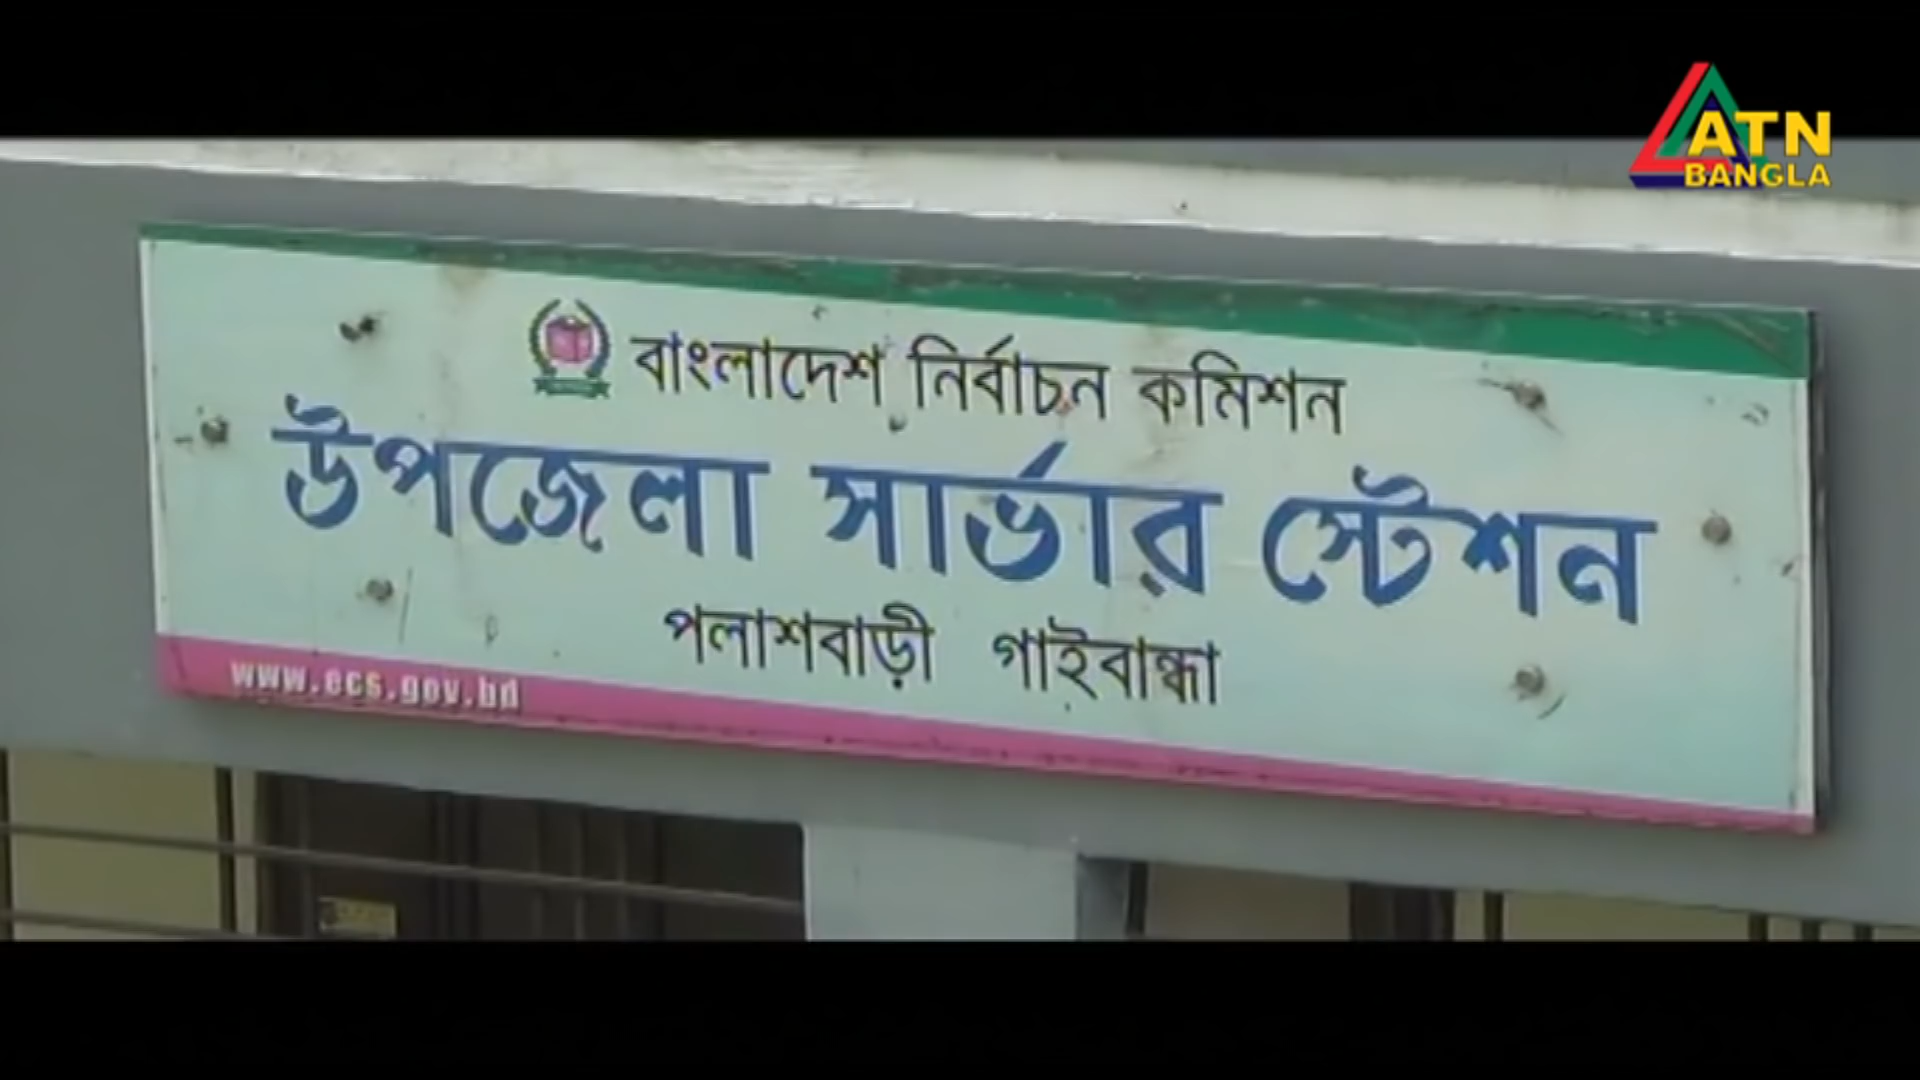 ATN
BANGLA
বাংলাদেশ নির্বাচন কমিশন
উপজেলা সার্ভার স্টেশন
পলাশবাড়ী গাইবান্ধা
www.ecs.gov.bd